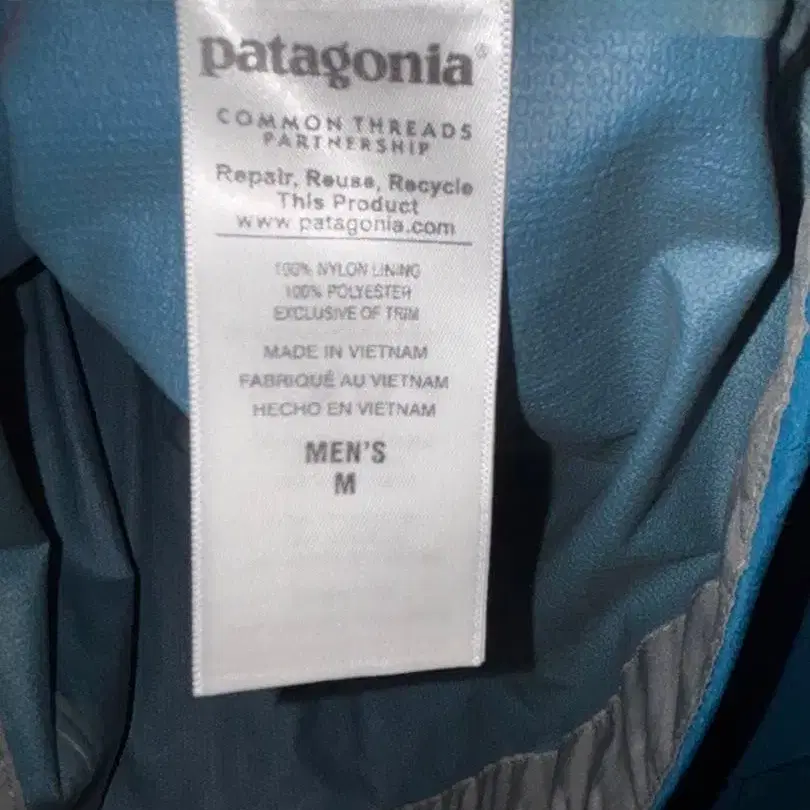 patagonia®
COMMON THREADS
PARTNERSHIP
Repair, Reuse, Recycle
This Product
www.patagonia.com
100% NYLON LINING
100% POLYESTER
EXCLUSIVE OF TRIM
MADE IN VIETNAM
FABRIQUÉ AU VIETNAM
HECHO EN VIETNAM
MEN'S
M